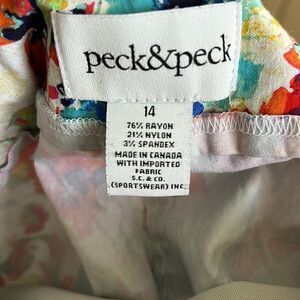 peck&peck
14
76% RAYON
21% NYLON
3% SPANDEX
MADE IN CANADA
WITH IMPORTED
FABRIC
S.C. & CO.
(SPORTSWEAR) INC.